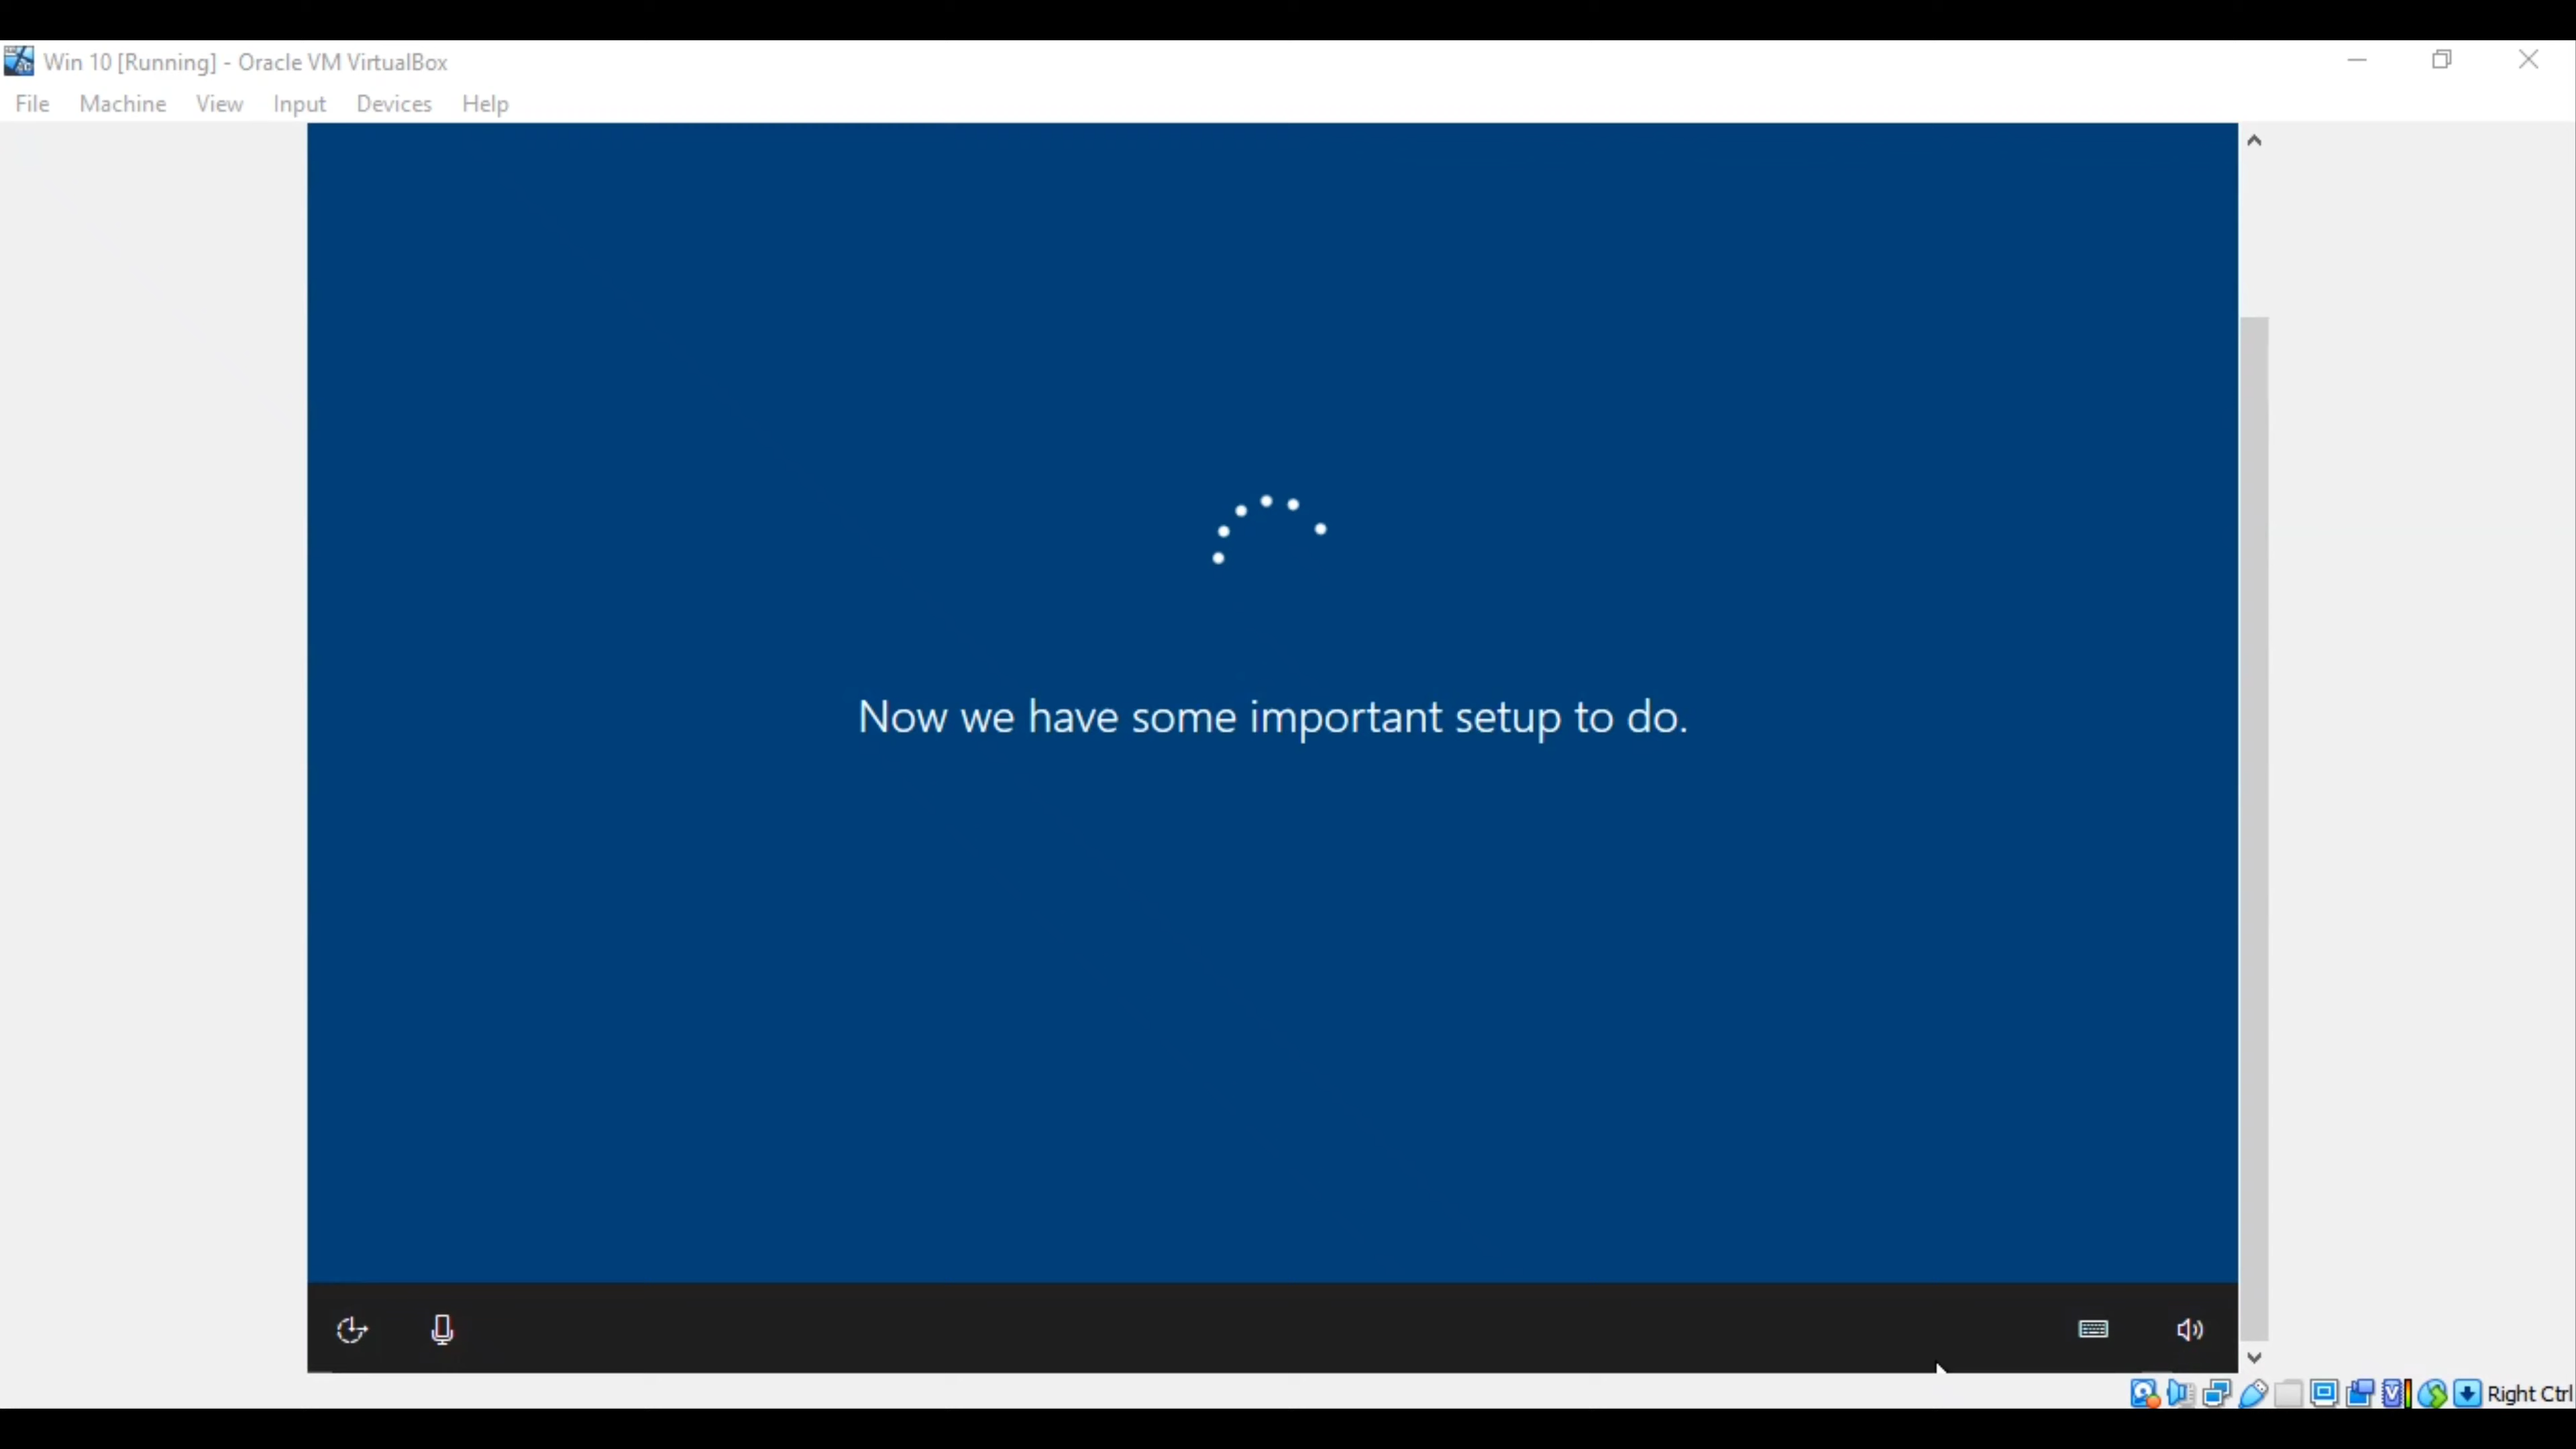 Win 10 [Running] - Oracle VM VirtualBox
File Machine View Input Devices Help
Now we have some important setup to do.
Right Ctrl